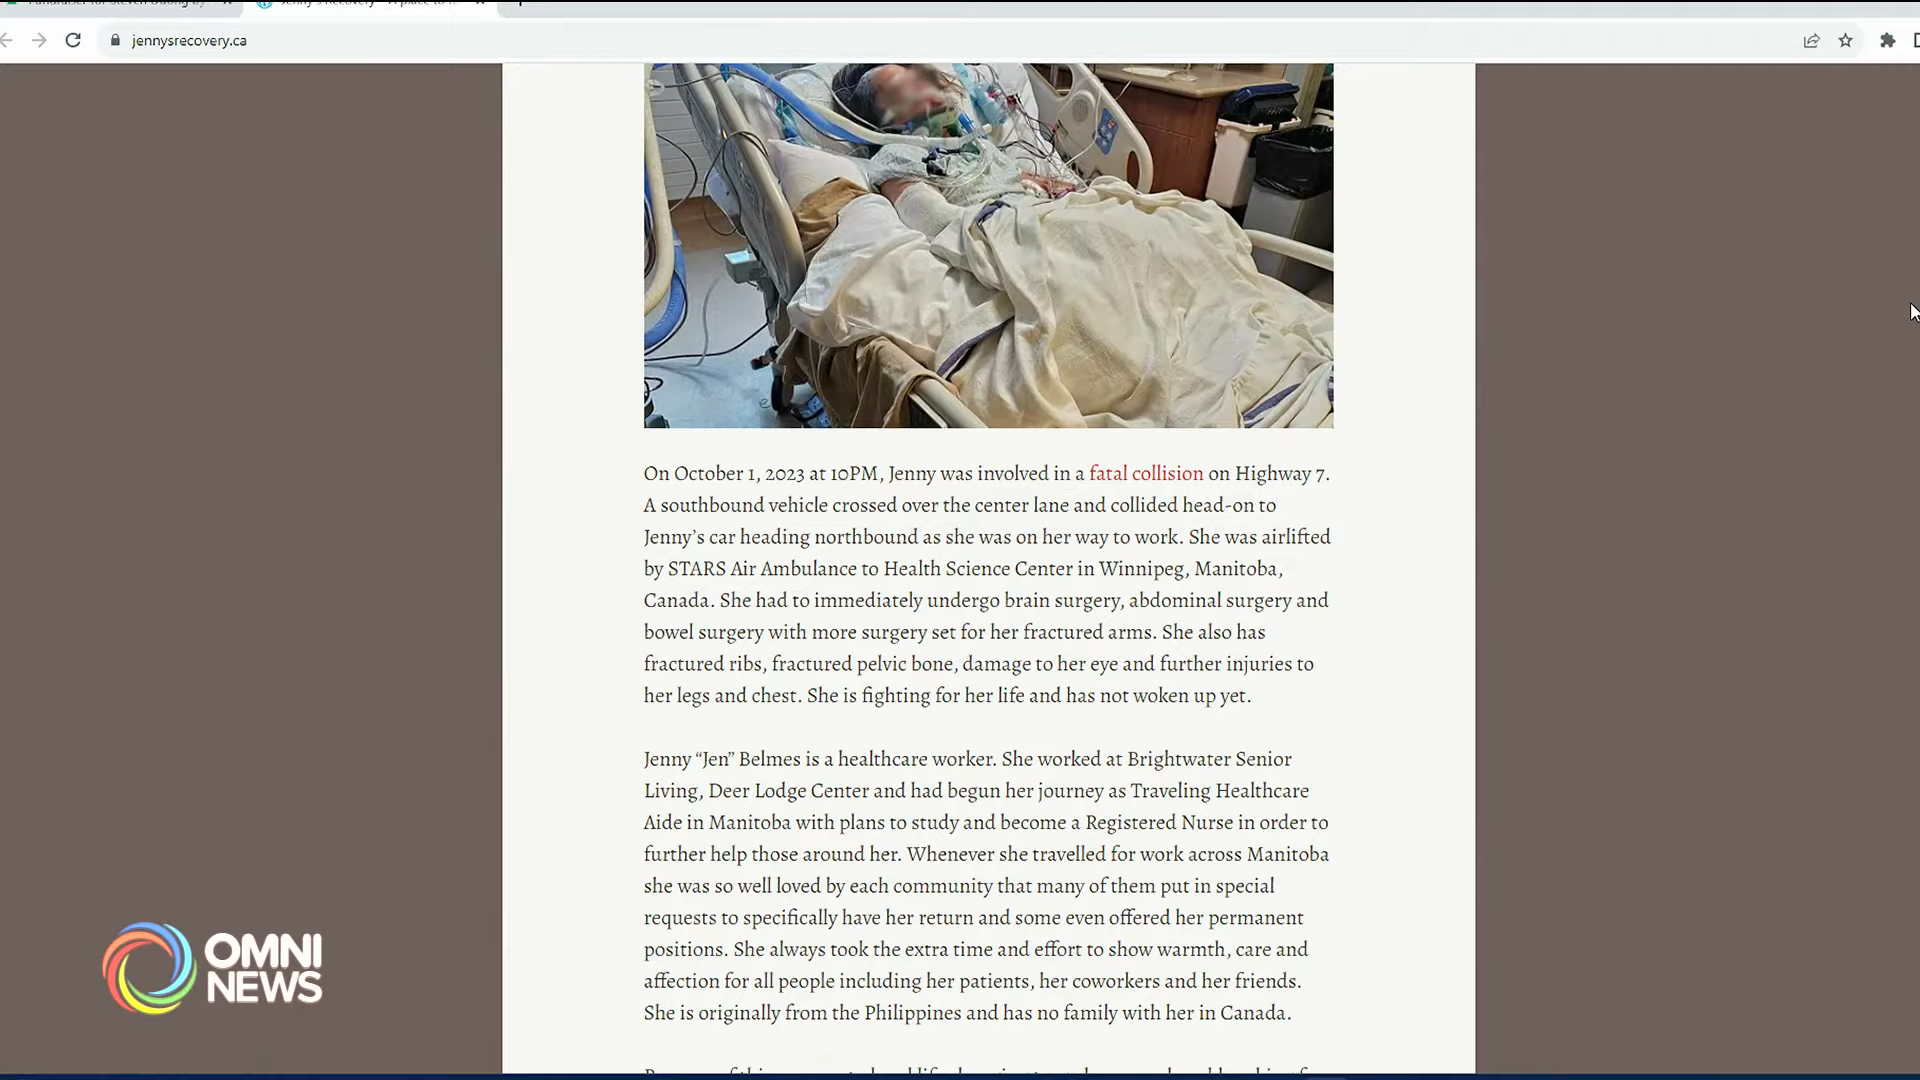 jennysrecovery.ca
On October 1, 2023 at 10PM, Jenny was involved in a fatal collision on Highway 7.
A southbound vehicle crossed over the center lane and collided head-on to
Jenny’s car heading northbound as she was on her way to work. She was airlifted
by STARS Air Ambulance to Health Science Center in Winnipeg, Manitoba,
Canada. She had to immediately undergo brain surgery, abdominal surgery and
bowel surgery with more surgery set for her fractured arms. She also has
fractured ribs, fractured pelvic bone, damage to her eye and further injuries to
her legs and chest. She is fighting for her life and has not woken up yet.
Jenny “Jen” Belmes is a healthcare worker. She worked at Brightwater Senior
Living, Deer Lodge Center and had begun her journey as Traveling Healthcare
Aide in Manitoba with plans to study and become a Registered Nurse in order to
further help those around her. Whenever she travelled for work across Manitoba
she was so well loved by each community that many of them put in special
requests to specifically have her return and some even offered her permanent
positions. She always took the extra time and effort to show warmth, care and
affection for all people including her patients, her coworkers and her friends.
She is originally from the Philippines and has no family with her in Canada.
OMNI
NEWS